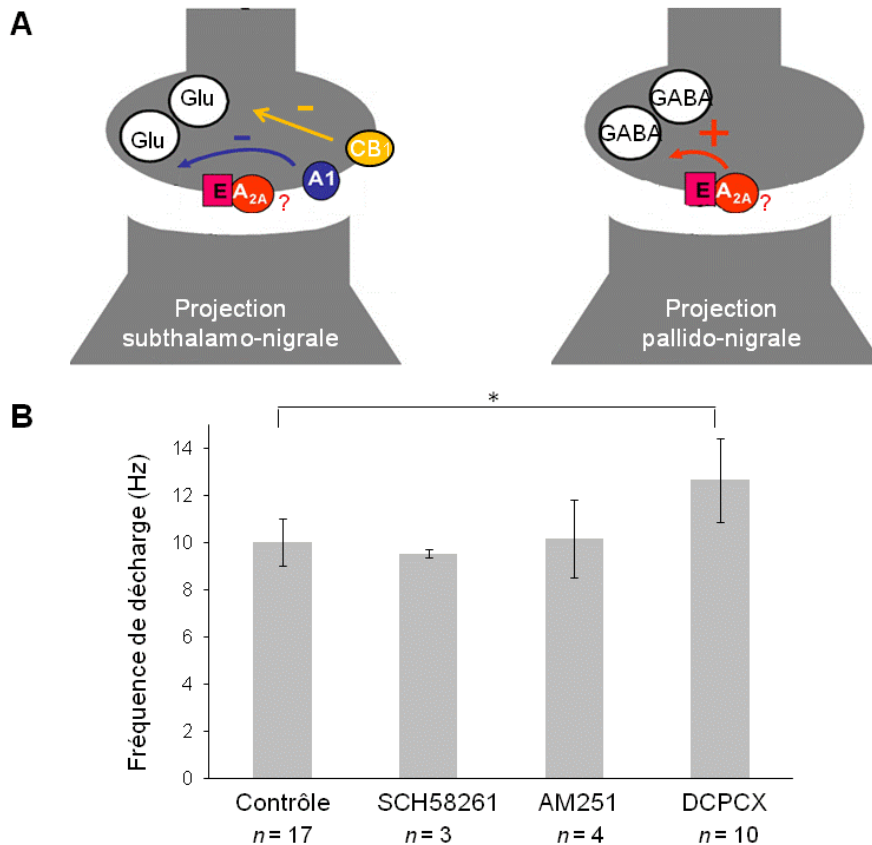 A
Glu
Glu
-
-
CB1
A1
E
A2A
?
Projection
subthalamo-nigrale
GABA
GABA
+
E
A2A
?
Projection
pallido-nigrale
B
*
Fréquence de décharge (Hz)
14
12
10
8
6
4
2
0
Contrôle
SCH58261
AM251
DCPCX
n = 17
n = 3
n = 4
n = 10